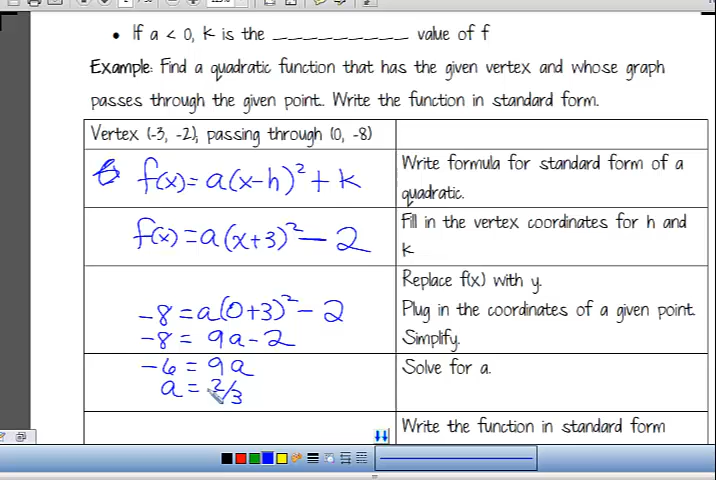 • If a < 0, k is the __________ value of f
Example: Find a quadratic function that has the given vertex and whose graph
passes through the given point. Write the function in standard form.
Vertex (-3, -2), passing through (0, -8)
f(x) = a(x-h)² + k
Write formula for standard form of a
quadratic.
f(x) = a(x+3)² - 2
Fill in the vertex coordinates for h and
k
Replace f(x) with y.
-8 = a(0+3)² - 2
Plug in the coordinates of a given point.
-8 = 9a - 2
Simplify.
-6 = 9a
Solve for a.
a = 2/3
Write the function in standard form